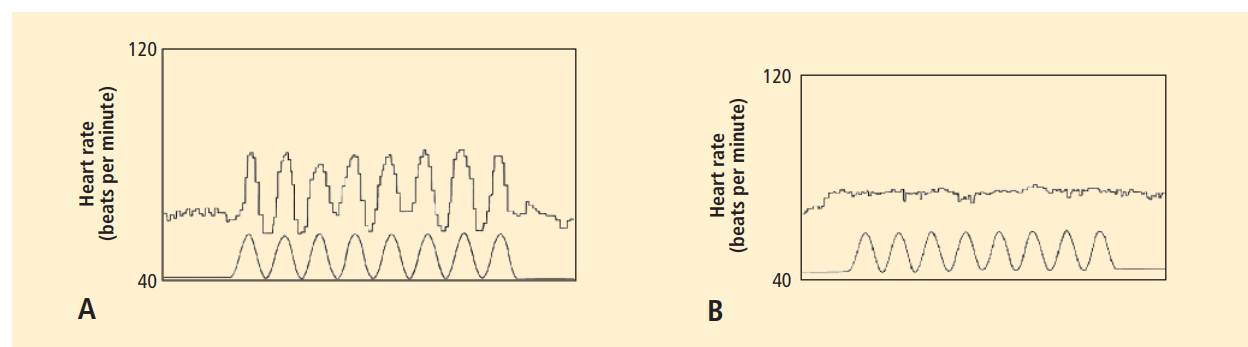 120
Heart rate
(beats per minute)
40
A
120
Heart rate
(beats per minute)
40
B